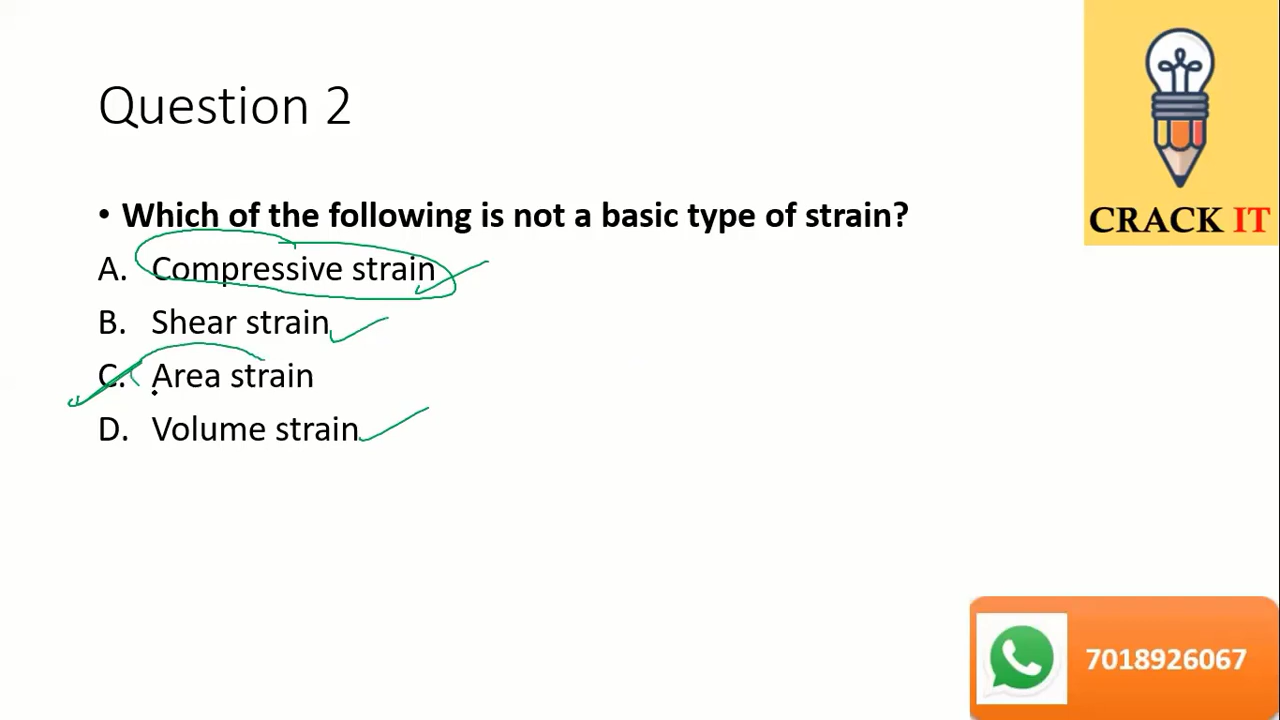 Question 2
• Which of the following is not a basic type of strain?
A. Compressive strain
B. Shear strain
C. Area strain
D. Volume strain
CRACK IT
7018926067